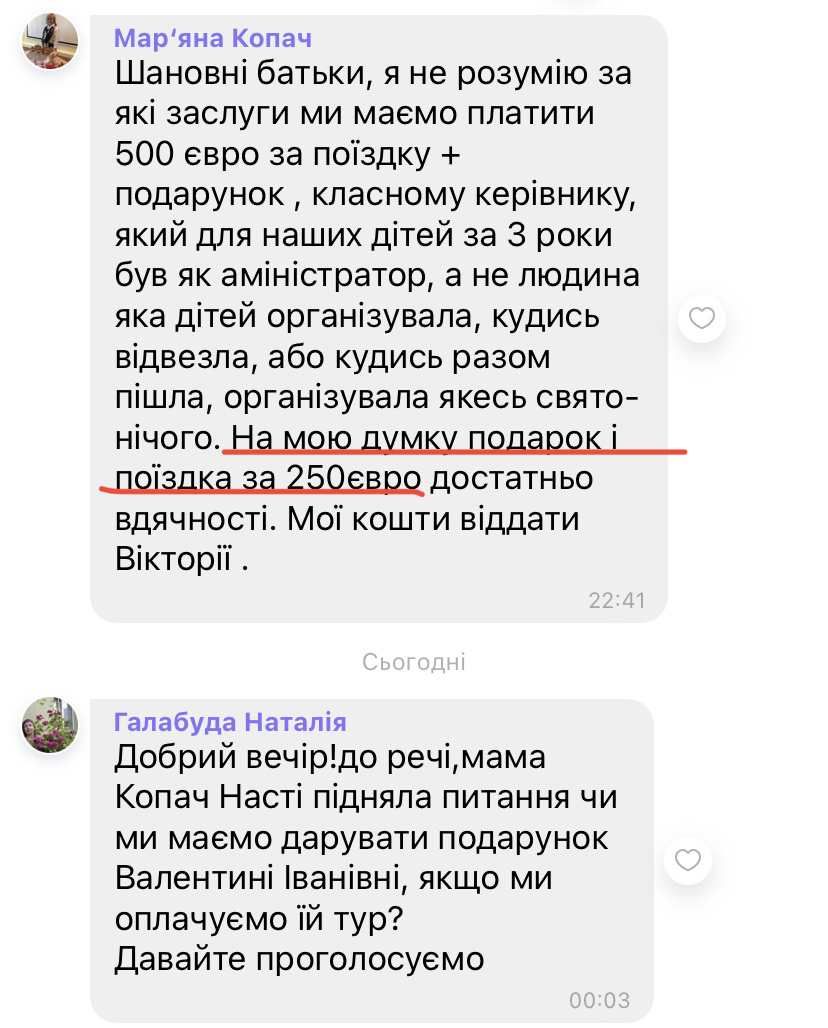 Мар‘яна Копач
Шановні батьки, я не розумію за
які заслуги ми маємо платити
500 євро за поїздку +
подарунок , класному керівнику,
який для наших дітей за 3 роки
був як аміністратор, а не людина
яка дітей організувала, кудись
відвезла, або кудись разом
пішла, організувала якесь свято-
нічого. На мою думку подарок і
поїздка за 250євро достатньо
вдячності. Мої кошти віддати
Вікторії .
22:41
Сьогодні
Галабуда Наталія
Добрий вечір!до речі,мама
Копач Насті підняла питання чи
ми маємо дарувати подарунок
Валентині Іванівні, якщо ми
оплачуємо їй тур?
Давайте проголосуємо
00:03